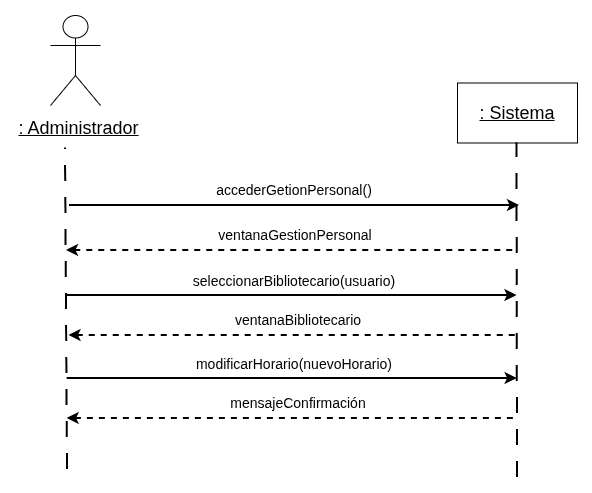 : Administrador
: Sistema
accederGetionPersonal()
ventanaGestionPersonal
seleccionarBibliotecario(usuario)
ventanaBibliotecario
modificarHorario(nuevoHorario)
mensajeConfirmación